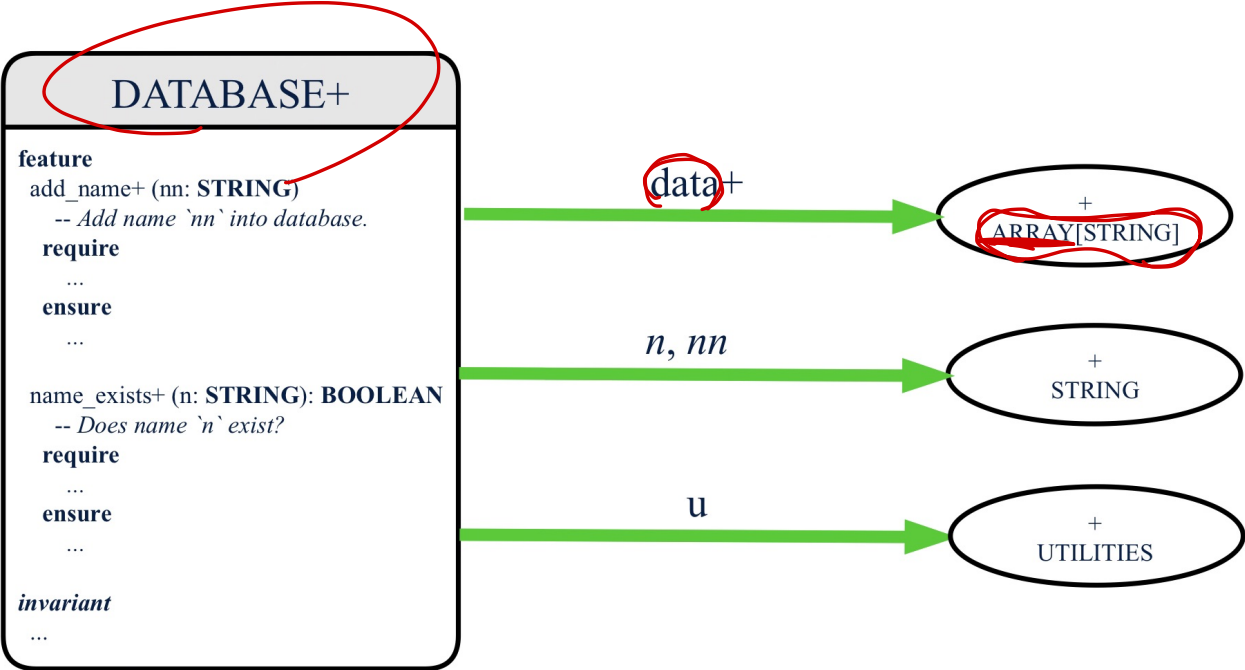 DATABASE+
feature
add_name+ (nn: STRING)
-- Add name `nn` into database.
require
...
ensure
...
name_exists+ (n: STRING): BOOLEAN
-- Does name `n` exist?
require
...
ensure
...
invariant
...
data+
+
ARRAY[STRING]
n, nn
+
STRING
u
+
UTILITIES